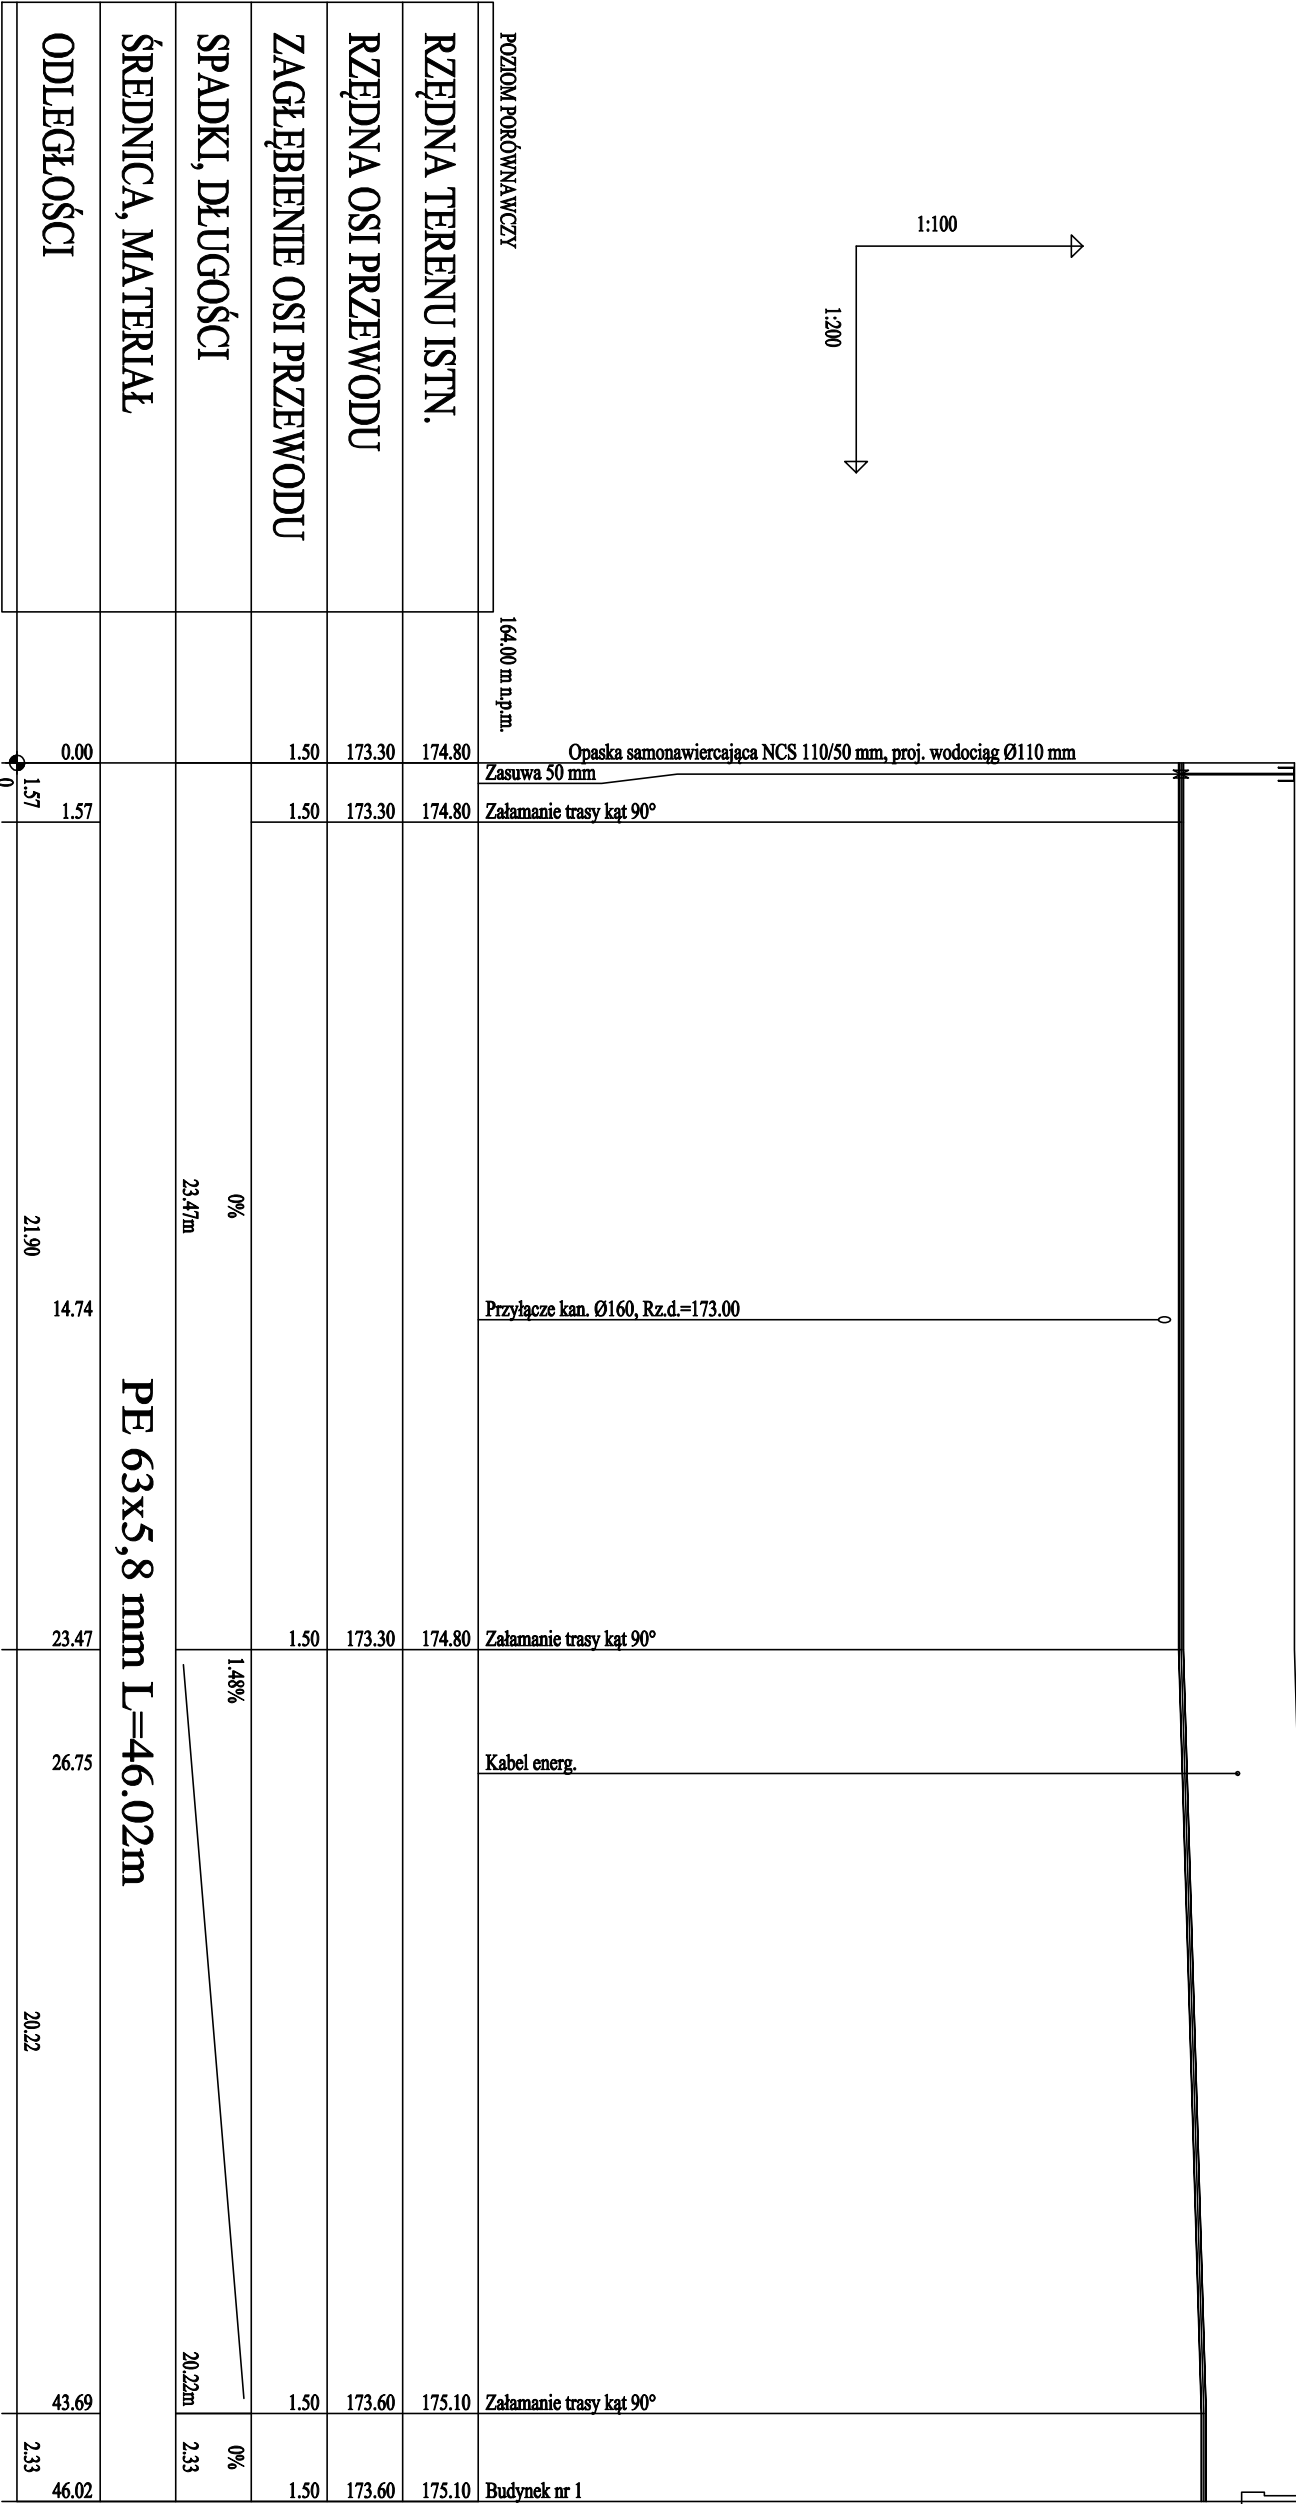 1:100
1:200
POZIOM PORÓWNAWCZY
164.00 m n.p.m.
RZĘDNA TERENU ISTN.
174.80
174.80
174.80
175.10
175.10
RZĘDNA OSI PRZEWODU
173.30
173.30
173.30
173.60
173.60
ZAGŁĘBIENIE OSI PRZEWODU
1.50
1.50
1.50
1.50
1.50
SPADKI, DŁUGOŚCI
0%
23.47m
1.48%
20.22m
0%
2.33
ŚREDNICA, MATERIAŁ
PE 63x5,8 mm L=46.02m
ODLEGŁOŚCI
0.00
1.57
14.74
23.47
26.75
43.69
46.02
1.57
21.90
20.22
2.33
0
Opaska samonawiercająca NCS 110/50 mm, proj. wodociąg Ø110 mm
Zasuwa 50 mm
Załamanie trasy kąt 90°
Przyłącze kan. Ø160, Rz.d.=173.00
Załamanie trasy kąt 90°
Kabel energ.
Załamanie trasy kąt 90°
Budynek nr 1